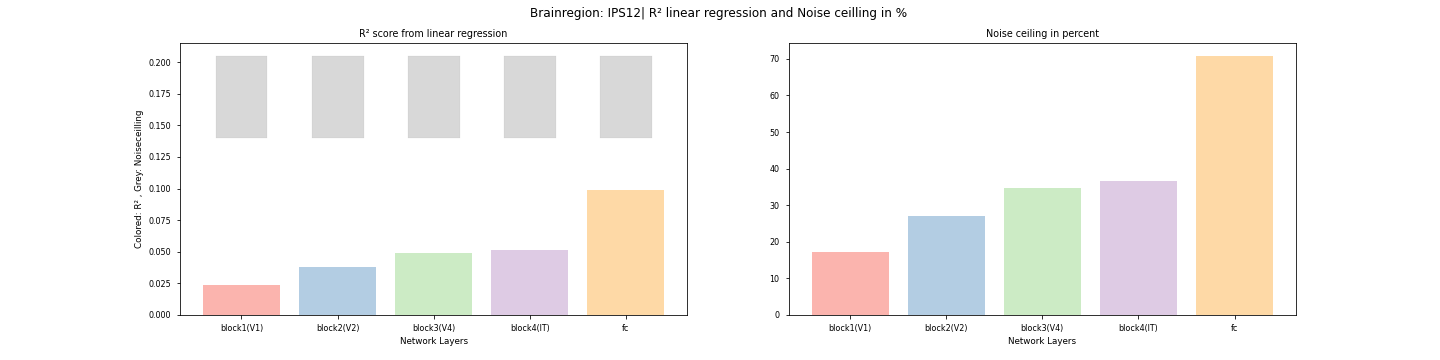 Brainregion: IPS12| R² linear regression and Noise ceilling in %
R² score from linear regression
Colored: R² , Grey: Noiseceilling
0.200
0.175
0.150
0.125
0.100
0.075
0.050
0.025
0.000
block1(V1) block2(V2) block3(V4) block4(IT) fc
Network Layers
Noise ceiling in percent
70
60
50
40
30
20
10
0
block1(V1) block2(V2) block3(V4) block4(IT) fc
Network Layers